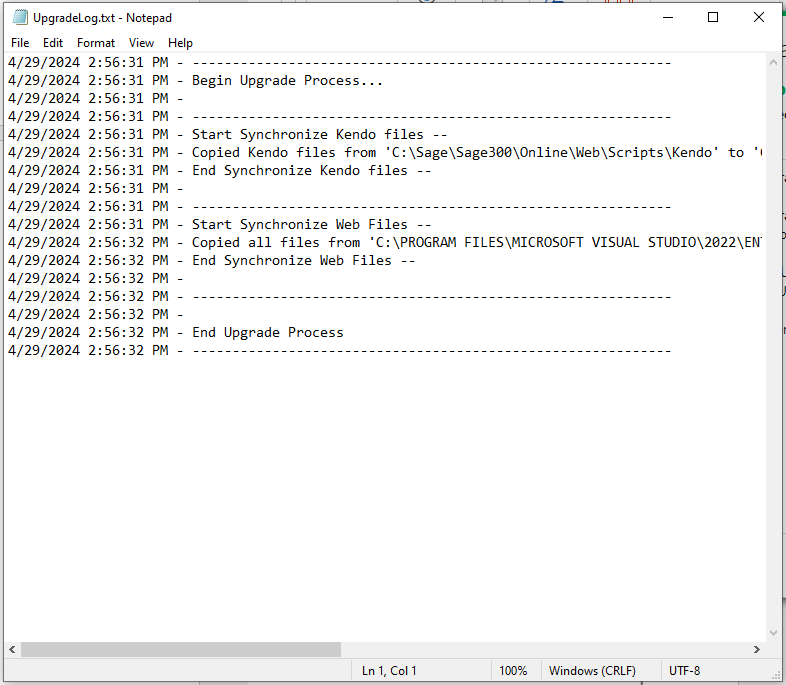 UpgradeLog.txt - Notepad
File Edit Format View Help
4/29/2024 2:56:31 PM - ------------------------------------------------------------
4/29/2024 2:56:31 PM - Begin Upgrade Process...
4/29/2024 2:56:31 PM -
4/29/2024 2:56:31 PM - ------------------------------------------------------------
4/29/2024 2:56:31 PM - Start Synchronize Kendo files --
4/29/2024 2:56:31 PM - Copied Kendo files from 'C:\Sage\Sage300\Online\Web\Scripts\Kendo' to '
4/29/2024 2:56:31 PM - End Synchronize Kendo files --
4/29/2024 2:56:31 PM -
4/29/2024 2:56:31 PM - ------------------------------------------------------------
4/29/2024 2:56:31 PM - Start Synchronize Web Files --
4/29/2024 2:56:32 PM - Copied all files from 'C:\PROGRAM FILES\MICROSOFT VISUAL STUDIO\2022\ENT
4/29/2024 2:56:32 PM - End Synchronize Web Files --
4/29/2024 2:56:32 PM -
4/29/2024 2:56:32 PM - ------------------------------------------------------------
4/29/2024 2:56:32 PM -
4/29/2024 2:56:32 PM - End Upgrade Process
4/29/2024 2:56:32 PM - ------------------------------------------------------------
Ln 1, Col 1 100% Windows (CRLF) UTF-8